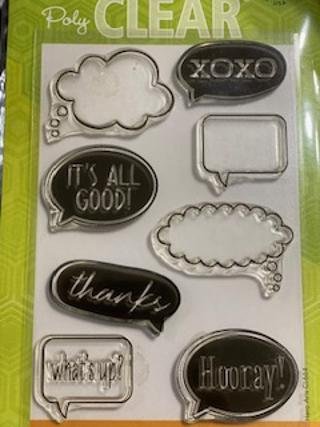 Poly CLEAR
XOXO
IT'S ALL
GOOD!
thanks
what's up?
Hooray!